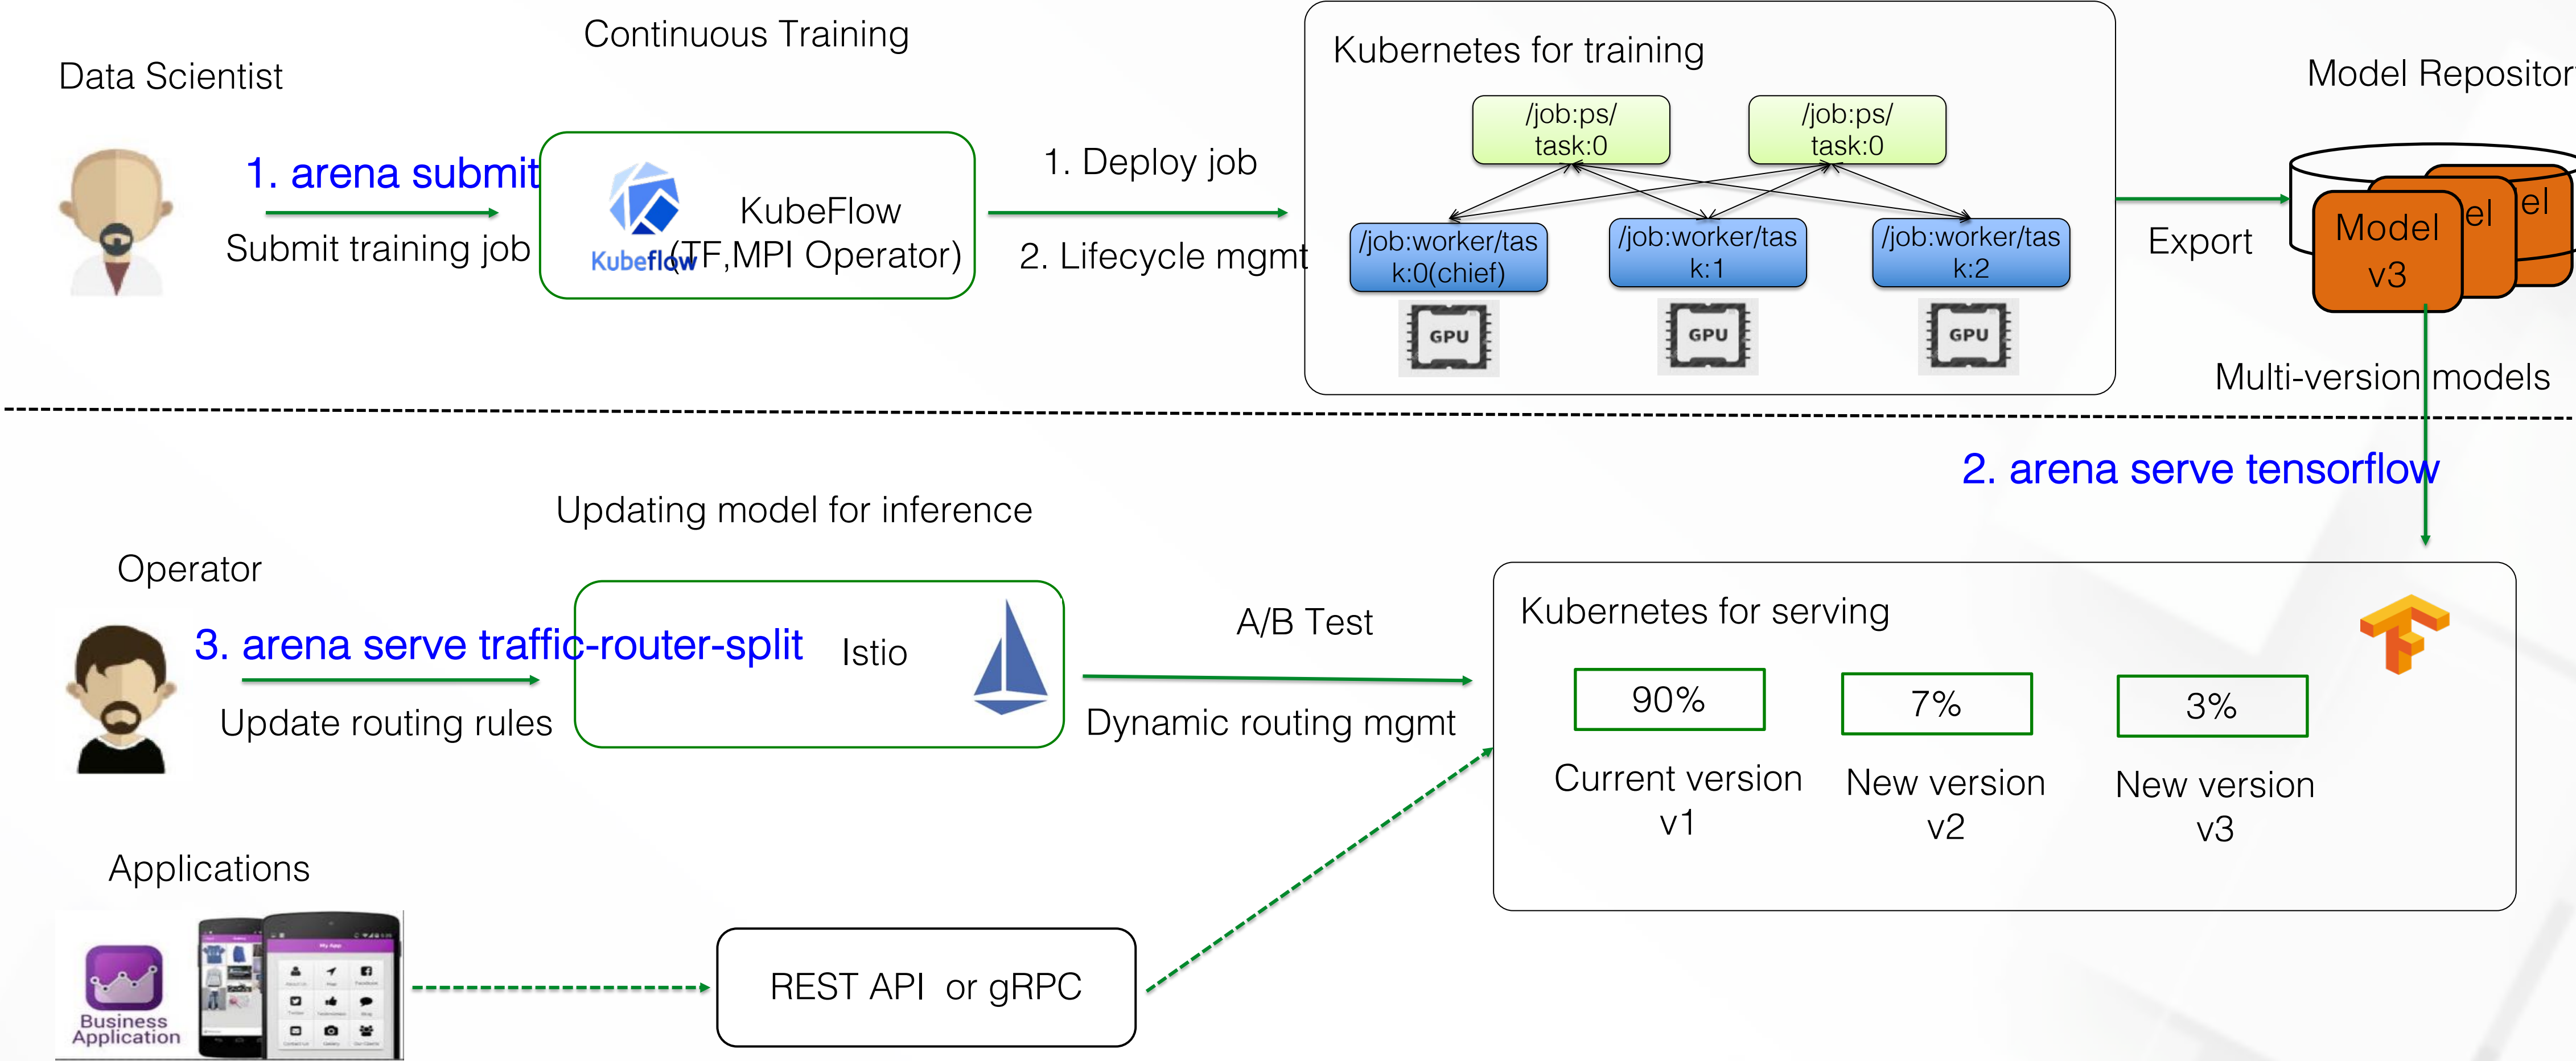 Continuous Training
Data Scientist
1. arena submit
Submit training job
Kubeflow
KubeFlow
(TF,MPI Operator)
1. Deploy job
2. Lifecycle mgmt
Kubernetes for training
/job:ps/
task:0
/job:ps/
task:0
/job:worker/tas
k:0(chief)
/job:worker/tas
k:1
/job:worker/tas
k:2
GPU
GPU
GPU
Export
Model Repositor
Model
v3
el
el
Multi-version models
2. arena serve tensorflow
Updating model for inference
Operator
3. arena serve traffic-router-split
Update routing rules
Istio
A/B Test
Dynamic routing mgmt
Kubernetes for serving
90%
7%
3%
Current version
v1
New version
v2
New version
v3
Applications
Business
Application
My App
REST API or gRPC